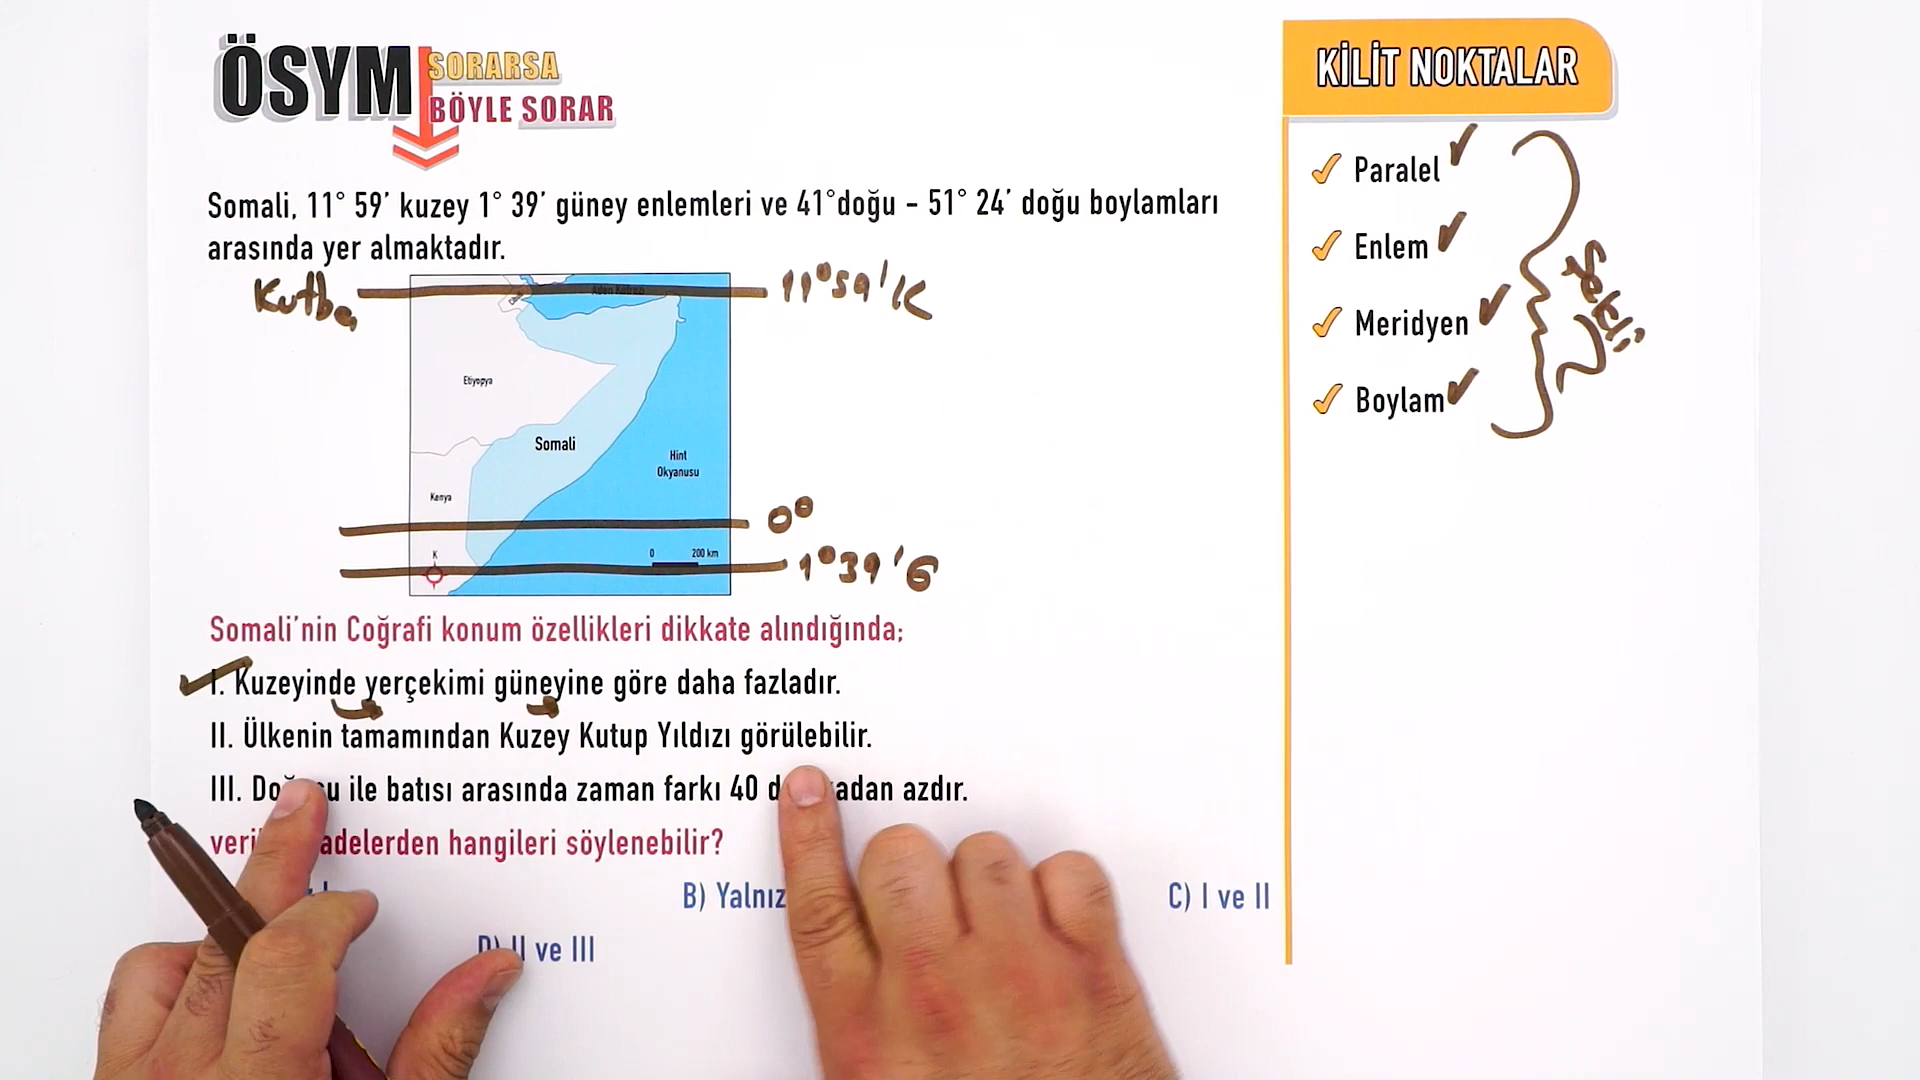 ÖSYM SORARSA
BÖYLE SORAR
Somali, 11° 59' kuzey 1° 39' güney enlemleri ve 41°doğu - 51° 24' doğu boylamları
arasında yer almaktadır.
Kutba
11°59'K
Aden Körfezi
Etiyopya
Somali
Hint
Okyanusu
Kenya
0°
K
0 200 km
1°39'G
Somali'nin Coğrafi konum özellikleri dikkate alındığında;
I. Kuzeyinde yerçekimi güneyine göre daha fazladır.
II. Ülkenin tamamından Kuzey Kutup Yıldızı görülebilir.
III. ile batısı arasında zaman farkı 40 azdır.
hangileri söylenebilir?
B) Yalnız
C) I ve II
D) II ve III
KİLİT NOKTALAR
✓ Paralel ✓
✓ Enlem ✓
✓ Meridyen ✓
✓ Boylam ✓